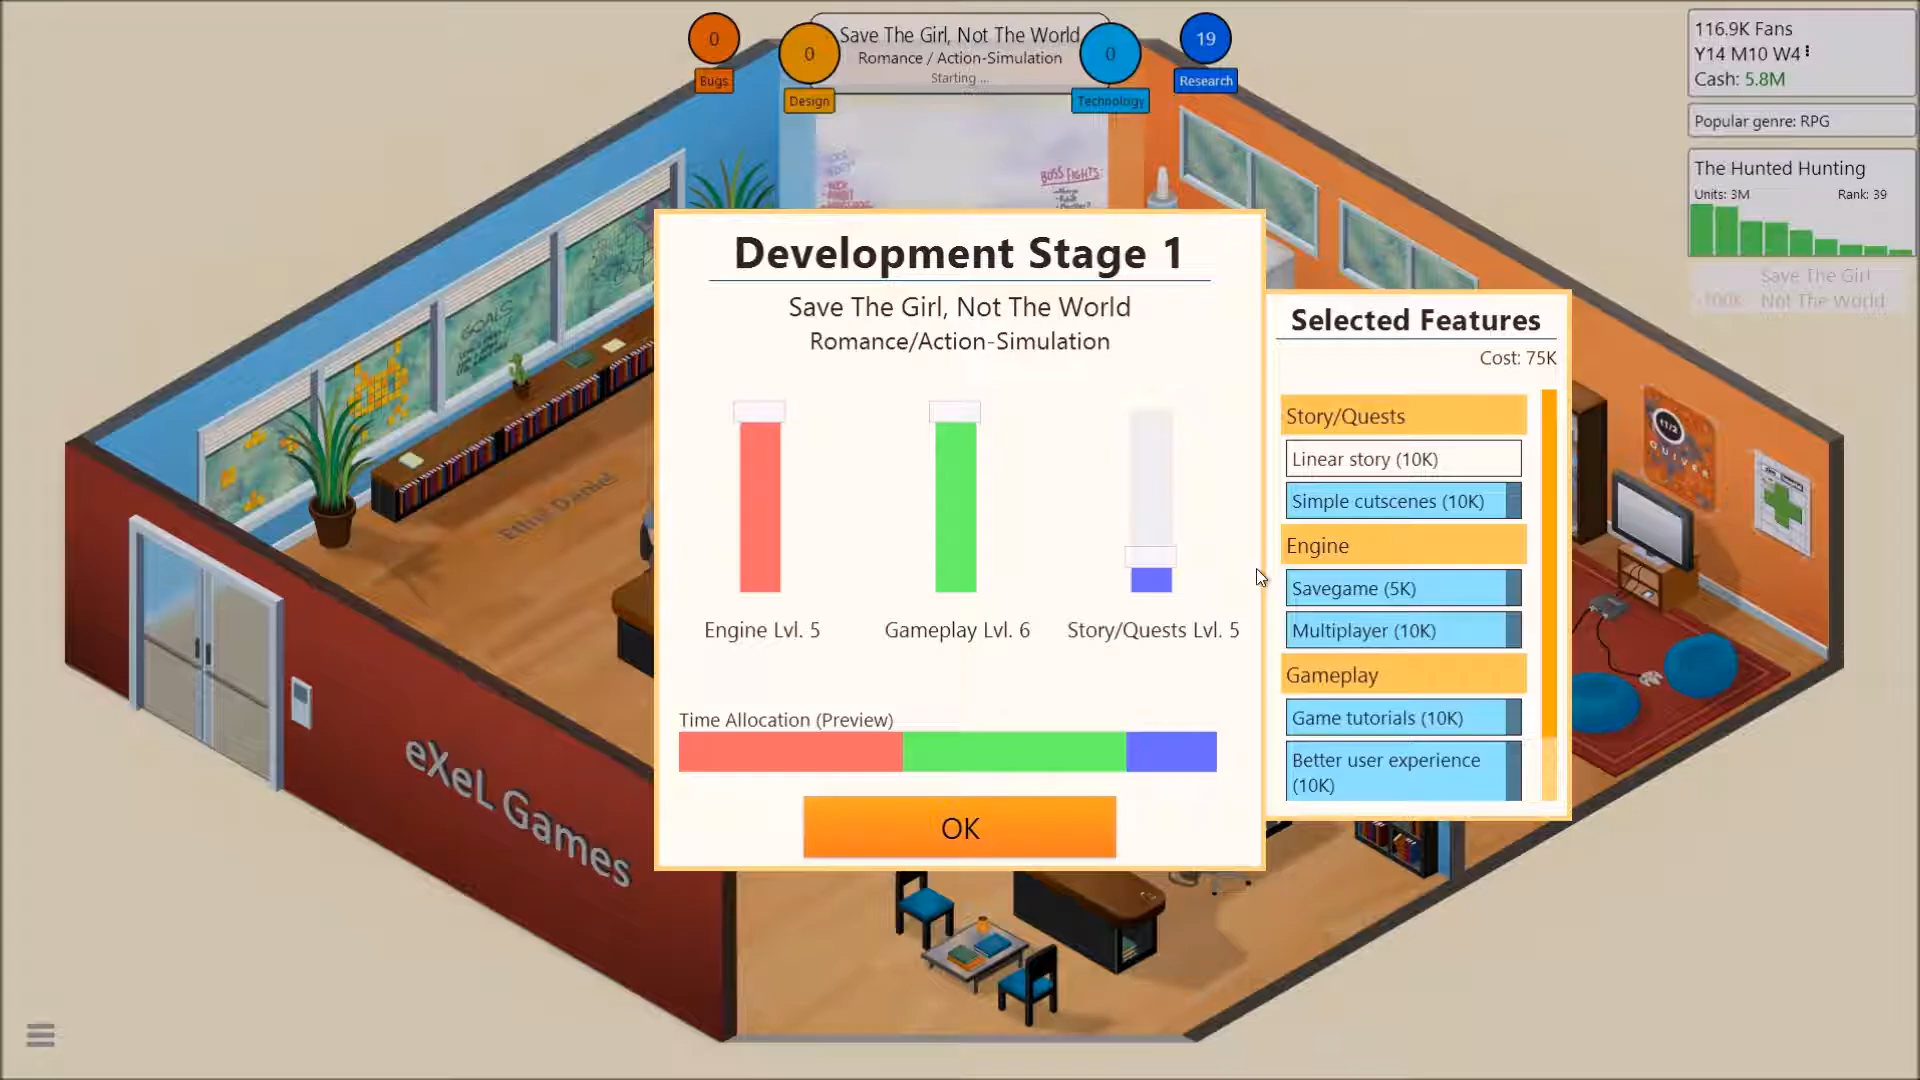 0
Bugs
0
Design
Save The Girl, Not The World
Romance / Action-Simulation
Starting ...
0
Technology
19
Research
116.9K Fans
Y14 M10 W4
Cash: 5.8M
Popular genre: RPG
The Hunted Hunting
Units: 3M
Rank: 39
-100K
Save The Girl
Not The World
BOSS FIGHTS:
GOALS
QUIVER
Development Stage 1
Save The Girl, Not The World
Romance/Action-Simulation
Engine Lvl. 5
Gameplay Lvl. 6
Story/Quests Lvl. 5
Time Allocation (Preview)
OK
Selected Features
Cost: 75K
Story/Quests
Linear story (10K)
Simple cutscenes (10K)
Engine
Savegame (5K)
Multiplayer (10K)
Gameplay
Game tutorials (10K)
Better user experience
(10K)
eXeL Games